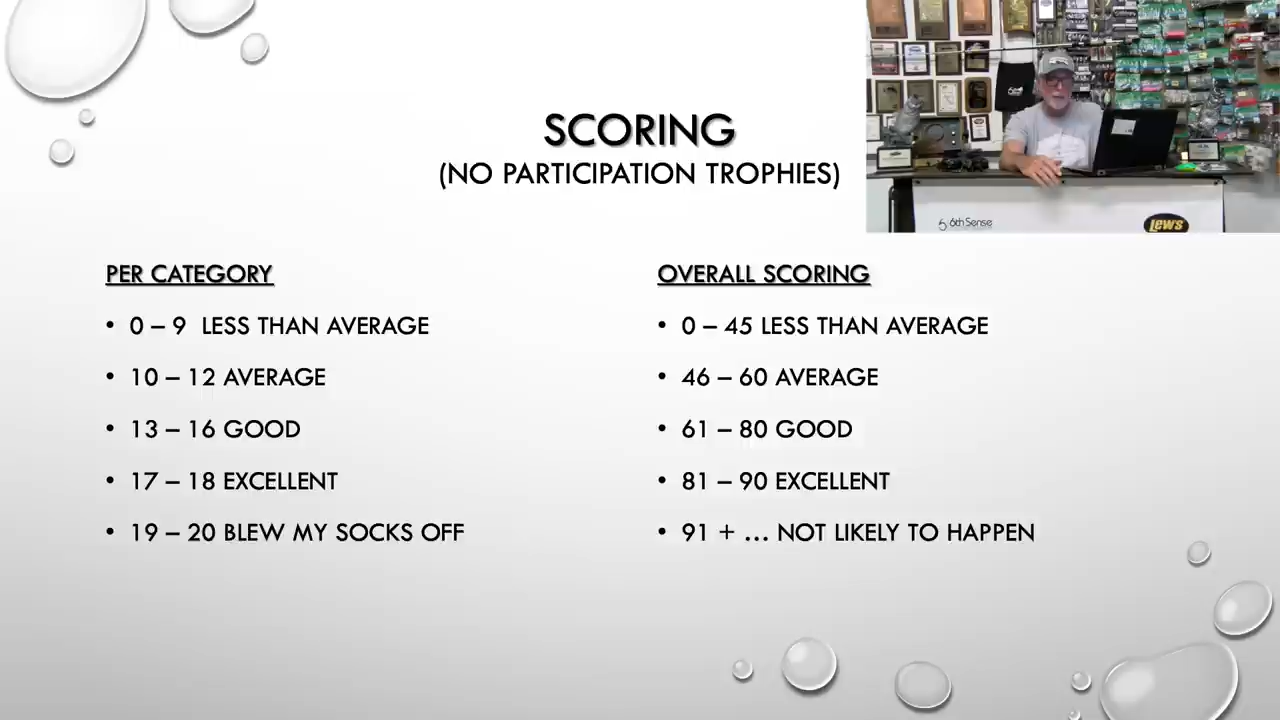 SCORING
(NO PARTICIPATION TROPHIES)
PER CATEGORY
• 0 – 9 LESS THAN AVERAGE
• 10 – 12 AVERAGE
• 13 – 16 GOOD
• 17 – 18 EXCELLENT
• 19 – 20 BLEW MY SOCKS OFF
OVERALL SCORING
• 0 – 45 LESS THAN AVERAGE
• 46 – 60 AVERAGE
• 61 – 80 GOOD
• 81 – 90 EXCELLENT
• 91 + ... NOT LIKELY TO HAPPEN
6th Sense
Lew's